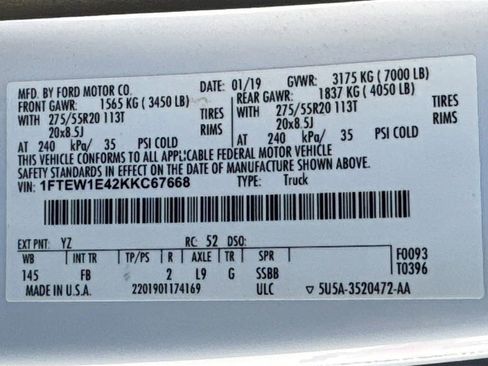 MFD. BY FORD MOTOR CO. DATE: 01/19 GVWR: 3175 KG (7000 LB)
FRONT GAWR: 1565 KG (3450 LB) REAR GAWR: 1837 KG (4050 LB)
WITH 275/55R20 113T TIRES WITH 275/55R20 113T TIRES
20x8.5J RIMS 20x8.5J RIMS
AT 240 kPa/ 35 PSI COLD AT 240 kPa/ 35 PSI COLD
THIS VEHICLE CONFORMS TO ALL APPLICABLE FEDERAL MOTOR VEHICLE
SAFETY STANDARDS IN EFFECT ON THE DATE OF MANUFACTURE SHOWN ABOVE.
VIN: 1FTEW1E42KKC67668 TYPE: Truck
EXT PNT: YZ RC: 52 DSO:
WB INT TR TP/PS R AXLE TR SPR F0093
145 FB 2 L9 G SSBB T0396
MADE IN U.S.A. 2201901174169 ULC ▽ 5U5A-3520472-AA